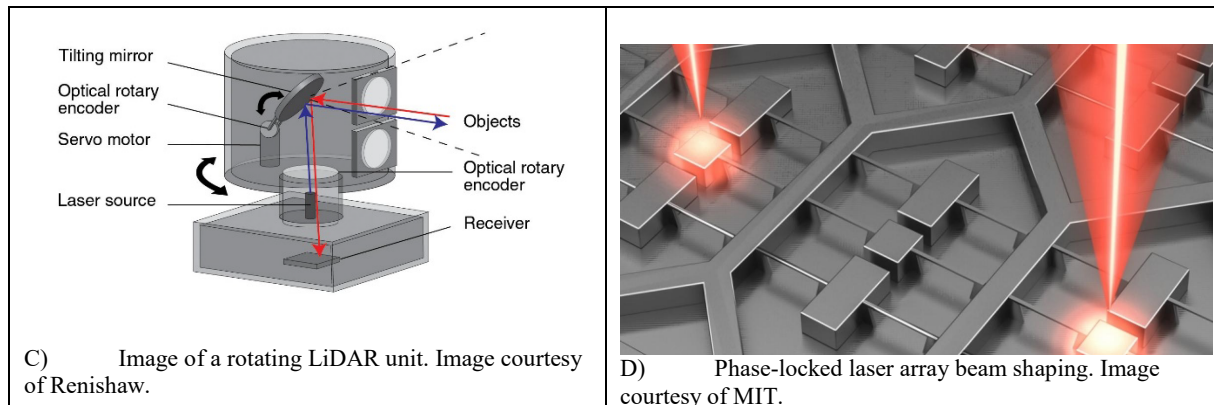 Tilting mirror
Optical rotary
encoder
Servo motor
Laser source
Objects
Optical rotary
encoder
Receiver
C) Image of a rotating LiDAR unit. Image courtesy
of Renishaw.
D) Phase-locked laser array beam shaping. Image
courtesy of MIT.